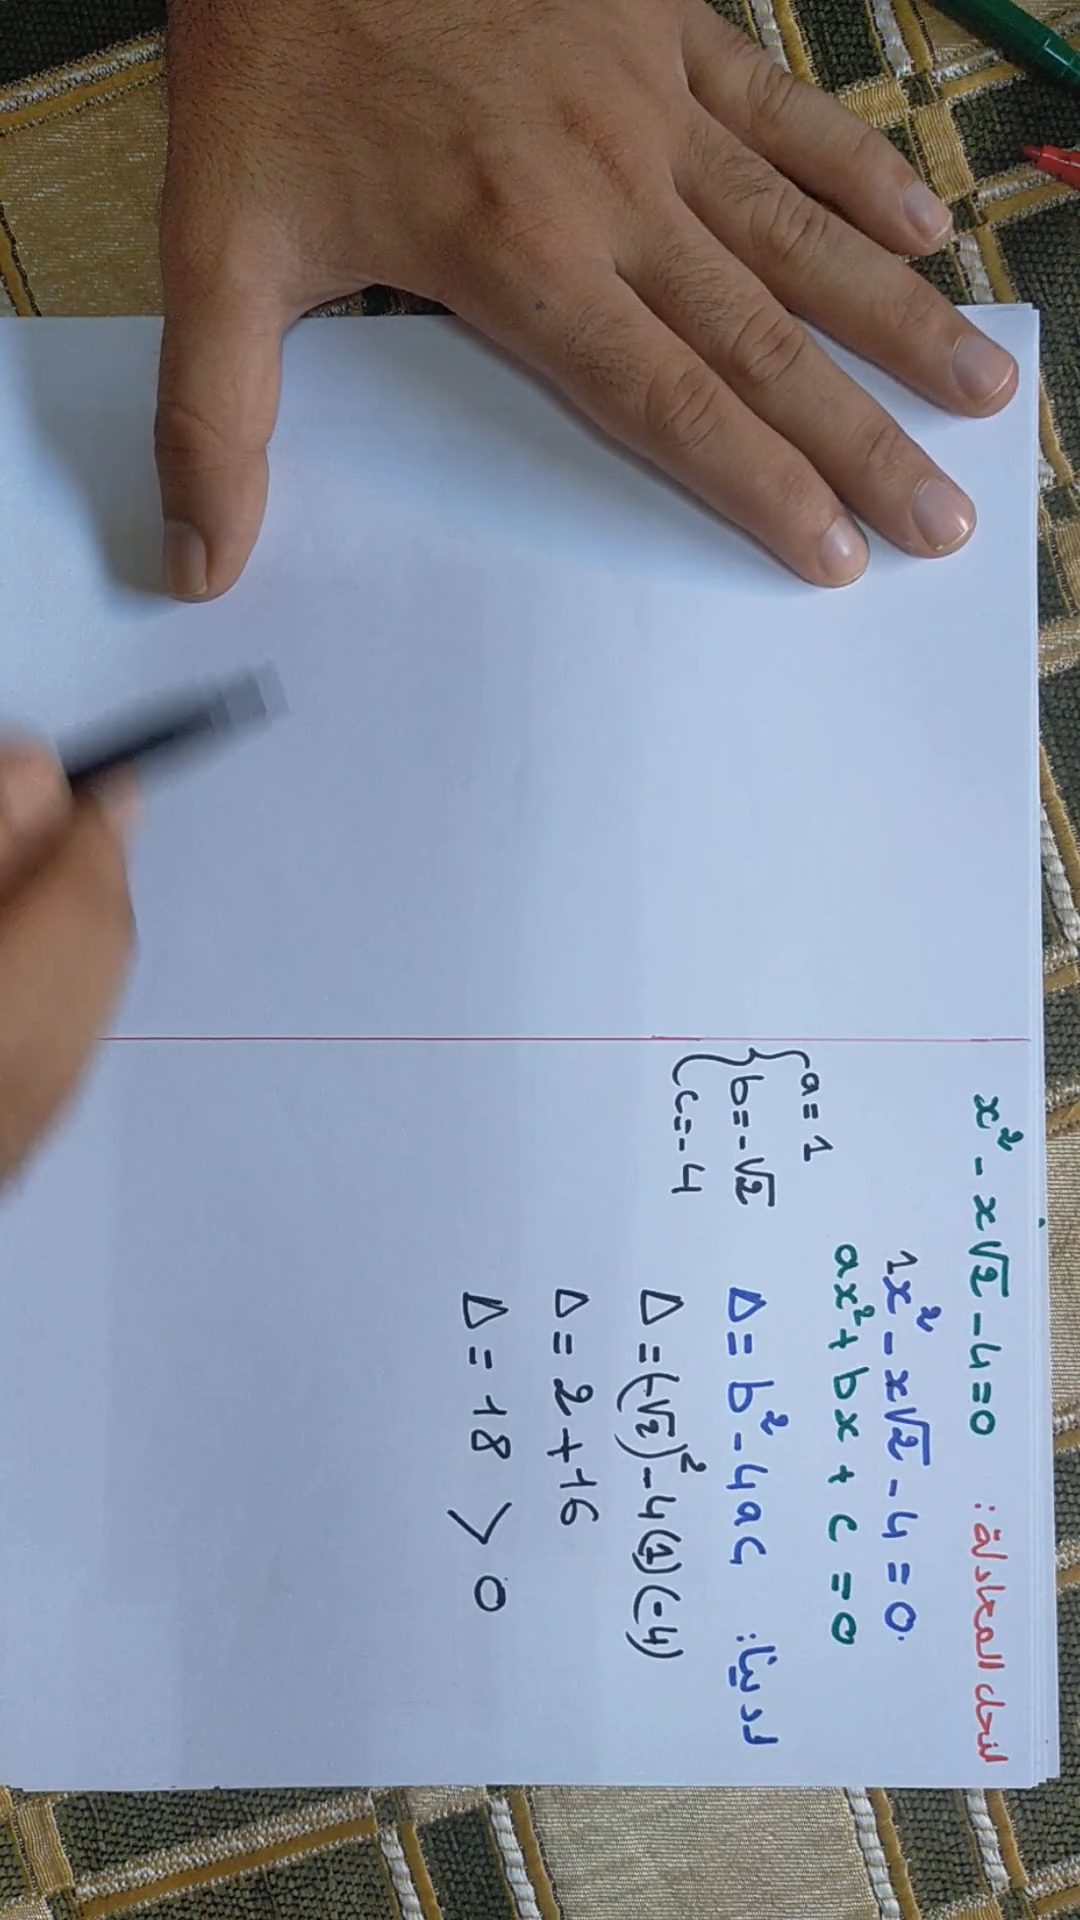 لنحل المعادلة: x² - x√2 - 4 = 0
1x² - x√2 - 4 = 0.
ax² + bx + c = 0
{ a = 1
b = -√2
c = -4
لدينا: Δ = b² - 4ac
Δ = (-√2)² - 4(1)(-4)
Δ = 2 + 16
Δ = 18 > 0